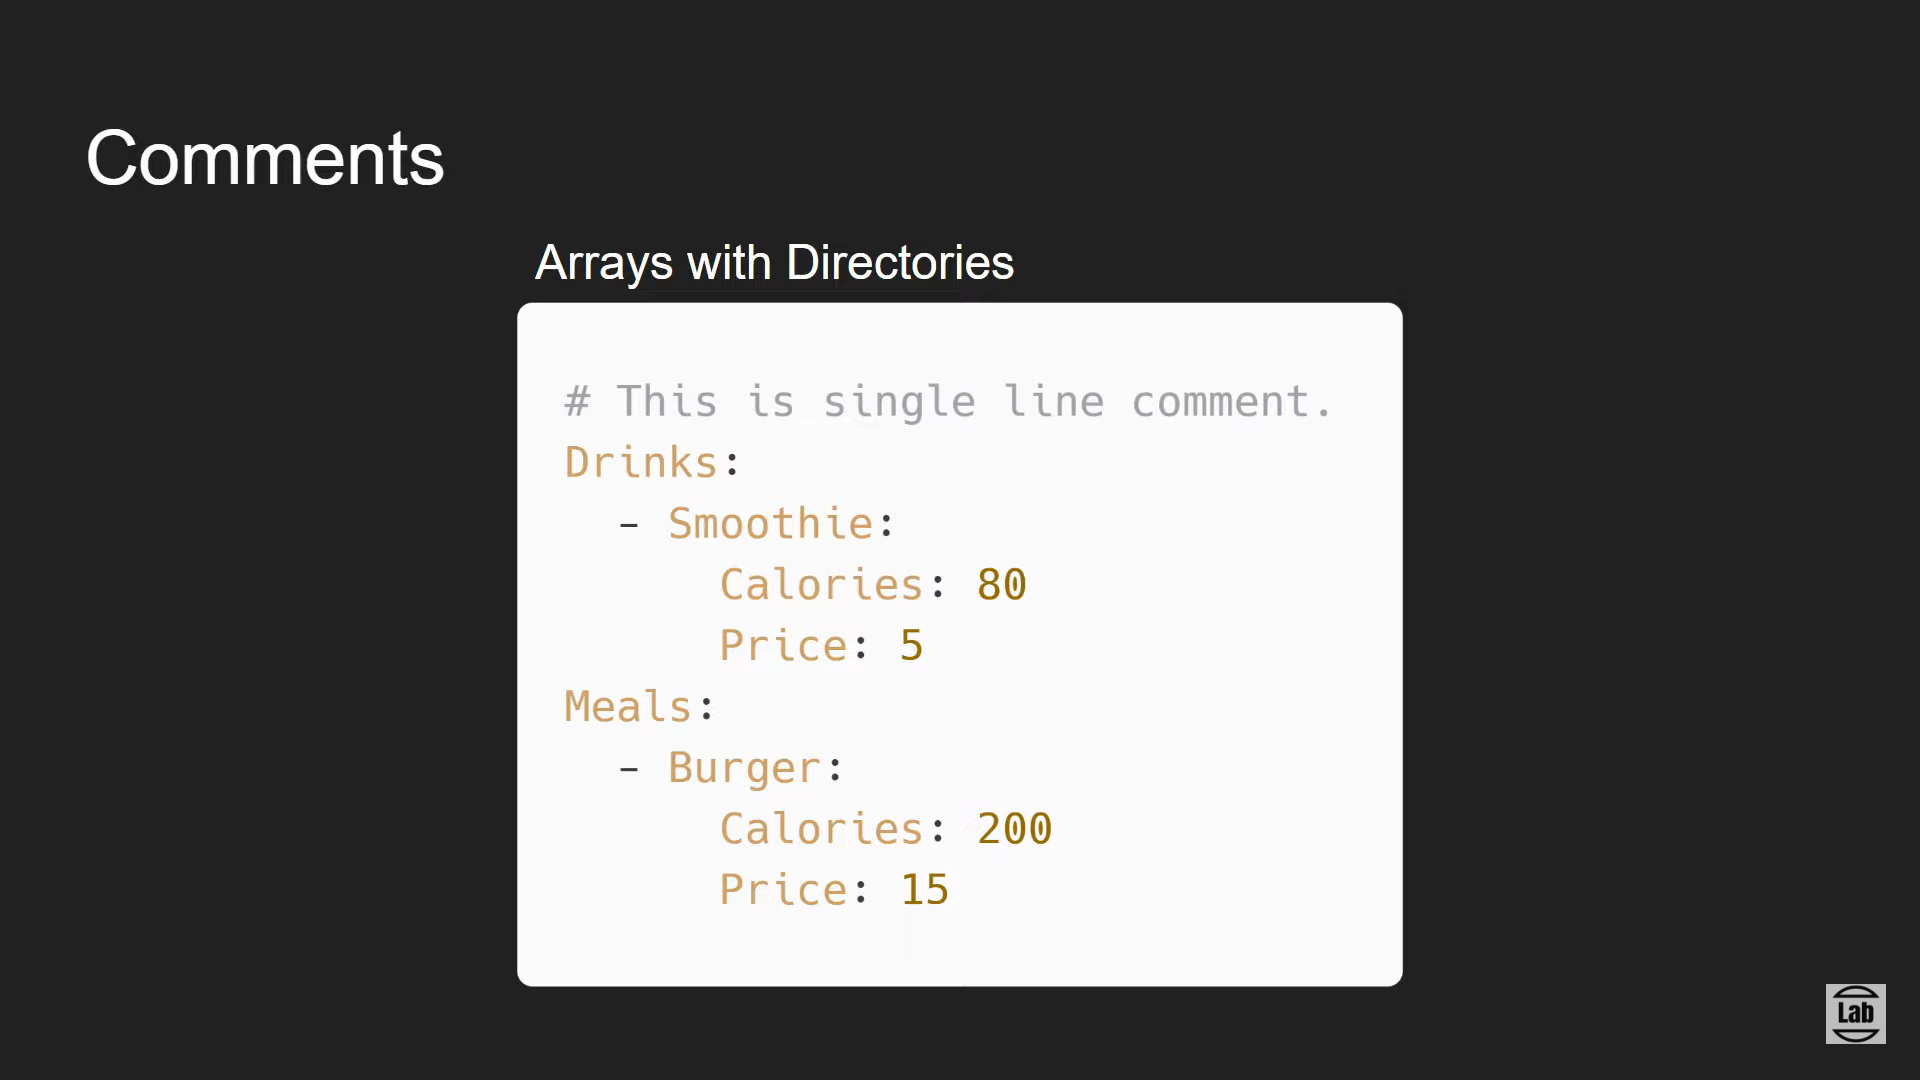 Comments
Arrays with Directories
# This is single line comment.
Drinks:
- Smoothie:
Calories: 80
Price: 5
Meals:
- Burger:
Calories: 200
Price: 15
Lab